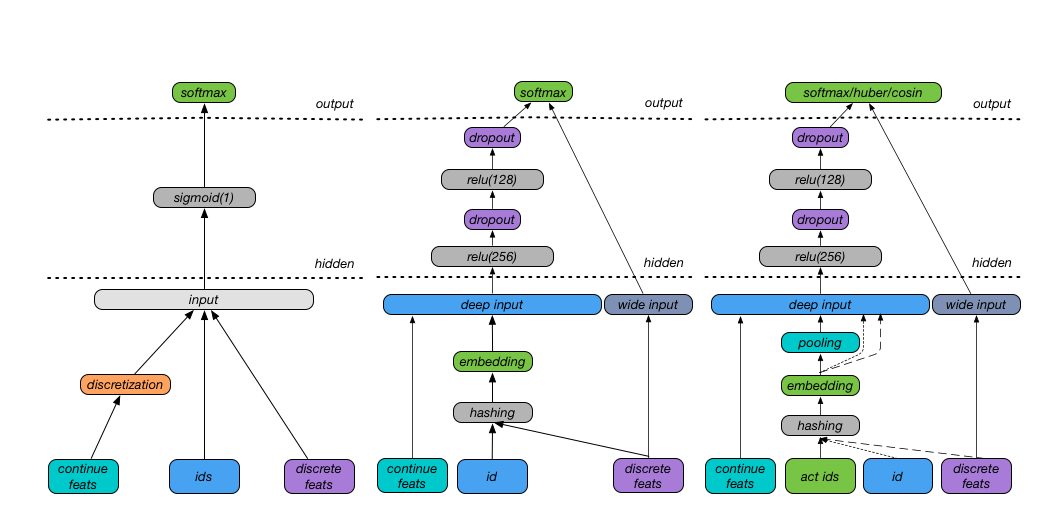 softmax
output
sigmoid(1)
hidden
input
discretization
continue
feats
ids
discrete
feats
softmax
output
dropout
relu(128)
dropout
relu(256)
hidden
deep input
wide input
embedding
hashing
continue
feats
id
discrete
feats
softmax/huber/cosin
output
dropout
relu(128)
dropout
relu(256)
hidden
deep input
wide input
pooling
embedding
hashing
continue
feats
act ids
id
discrete
feats